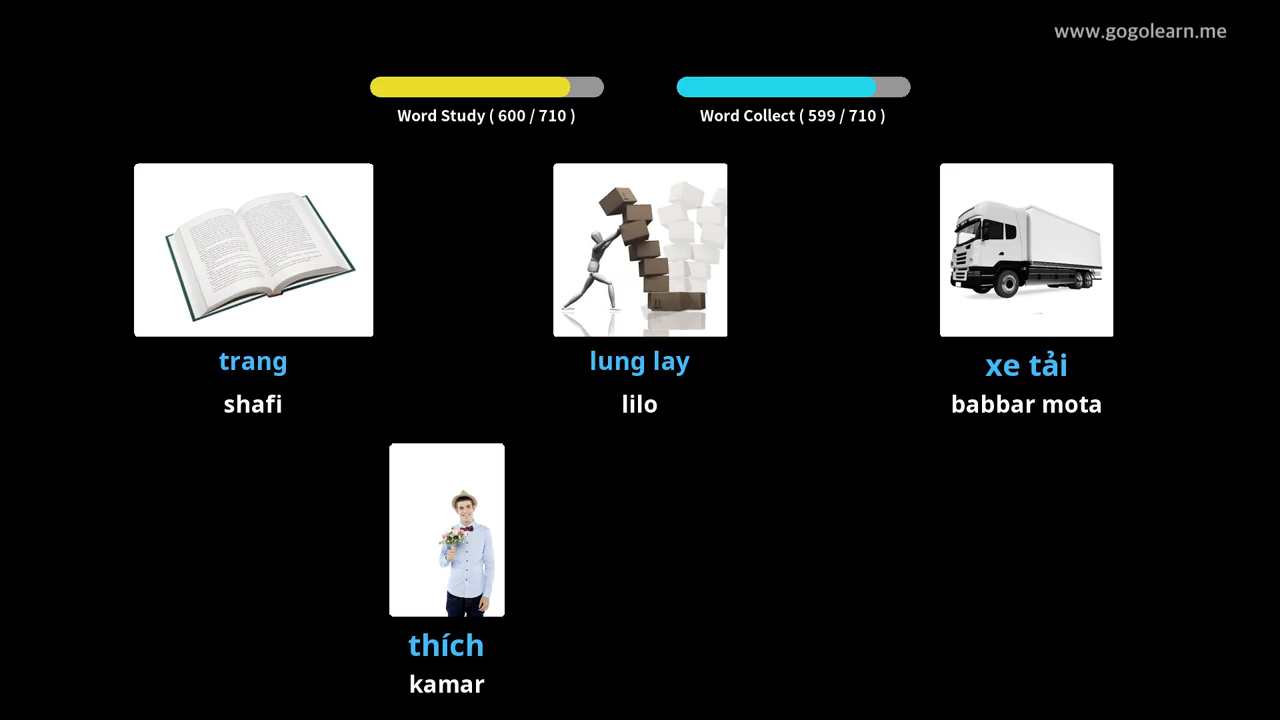 www.gogolearn.me
Word Study ( 600 / 710 )
Word Collect ( 599 / 710 )
trang
shafi
lung lay
lilo
xe tải
babbar mota
thích
kamar